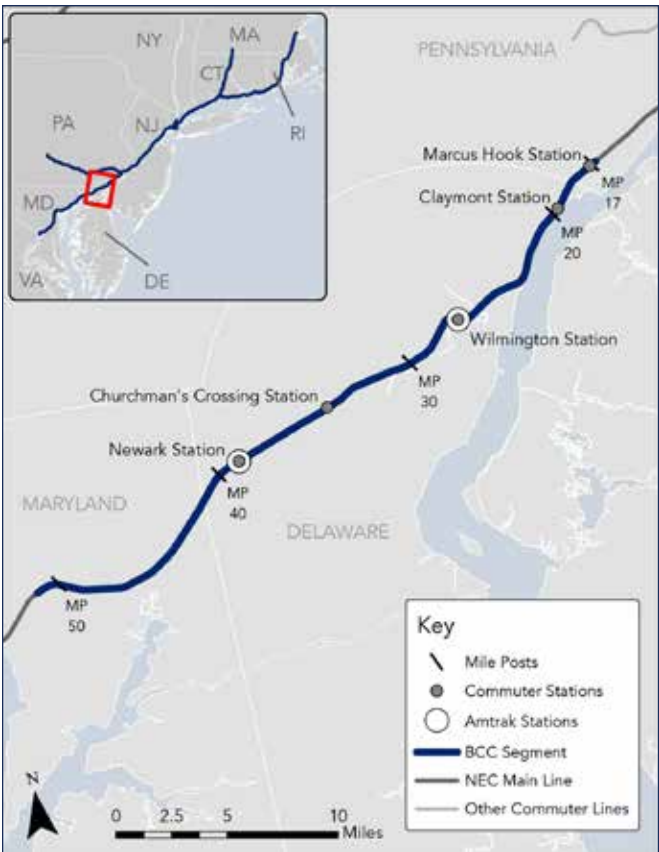 NY
MA
CT
PA
NJ
RI
MD
DE
VA
PENNSYLVANIA
Marcus Hook Station
MP
17
Claymont Station
MP
20
Wilmington Station
MP
30
Churchman's Crossing Station
Newark Station
MP
40
MARYLAND
DELAWARE
MP
50
Key
Mile Posts
Commuter Stations
Amtrak Stations
BCC Segment
NEC Main Line
Other Commuter Lines
N
0 2.5 5 10
Miles